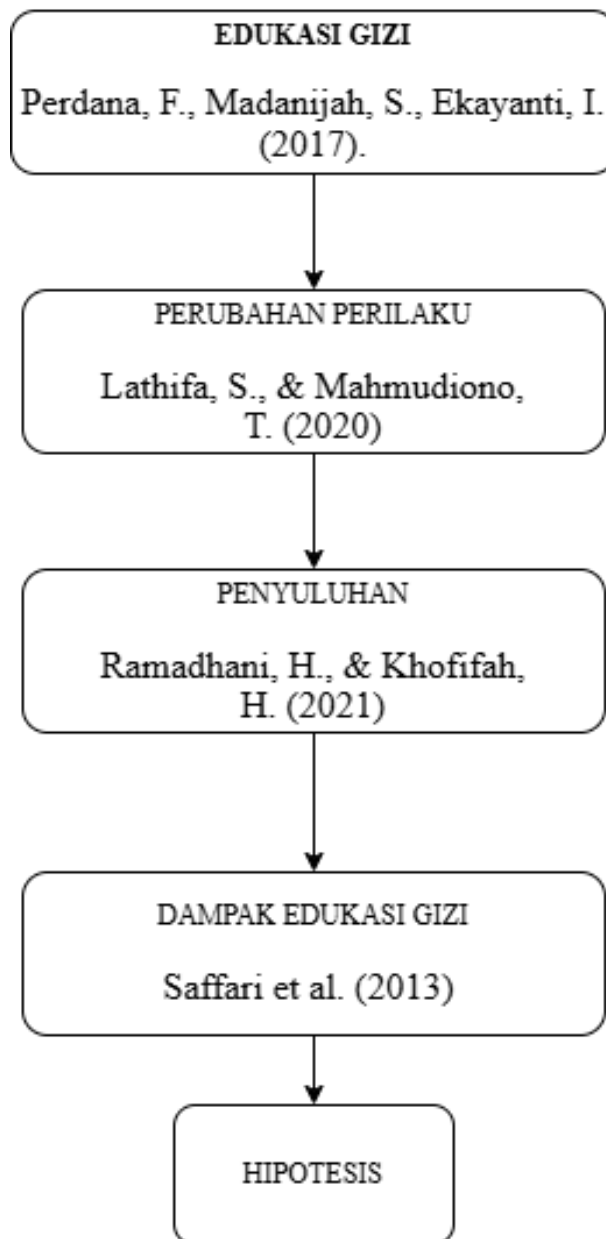 EDUKASI GIZI
Perdana, F., Madanijah, S., Ekayanti, I.
(2017).
PERUBAHAN PERILAKU
Lathifa, S., & Mahmudiono,
T. (2020)
PENYULUHAN
Ramadhani, H., & Khofifah,
H. (2021)
DAMPAK EDUKASI GIZI
Saffari et al. (2013)
HIPOTESIS